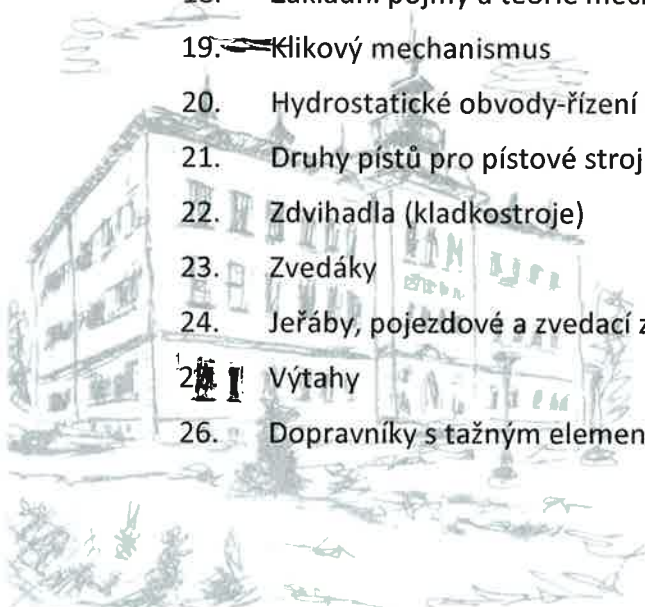 19. Klikový mechanismus
20. Hydrostatické obvody-řízení
21. Druhy pístů pro pístové stroj
22. Zdvihadla (kladkostroje)
23. Zvedáky
24. Jeřáby, pojezdové a zvedací z
Výtahy
26. Dopravníky s tažným elemen